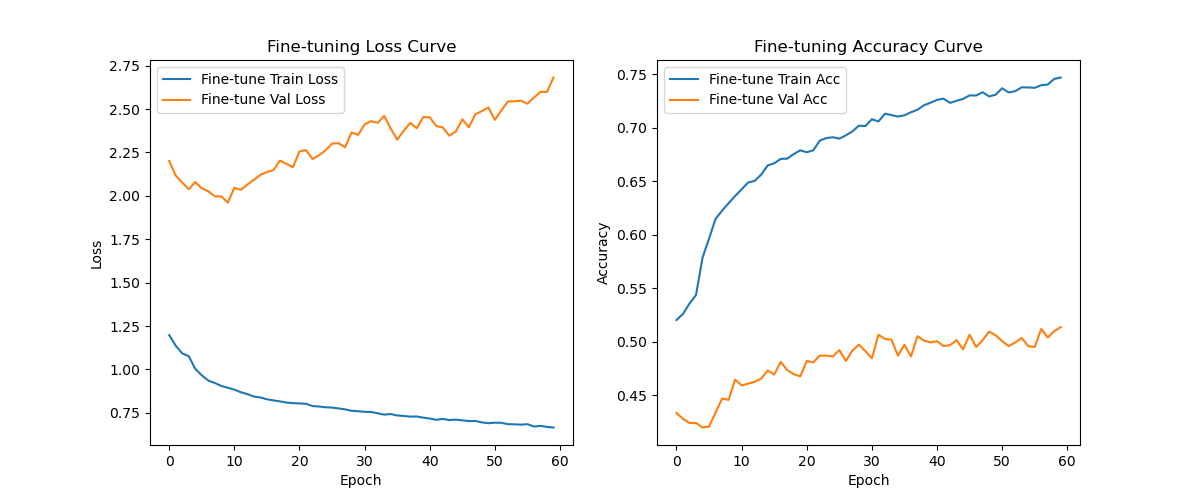 Fine-tuning Loss Curve
Fine-tune Train Loss
Fine-tune Val Loss
2.75
2.50
2.25
2.00
1.75
1.50
1.25
1.00
0.75
Loss
0 10 20 30 40 50 60
Epoch
Fine-tuning Accuracy Curve
Fine-tune Train Acc
Fine-tune Val Acc
0.75
0.70
0.65
0.60
0.55
0.50
0.45
Accuracy
0 10 20 30 40 50 60
Epoch